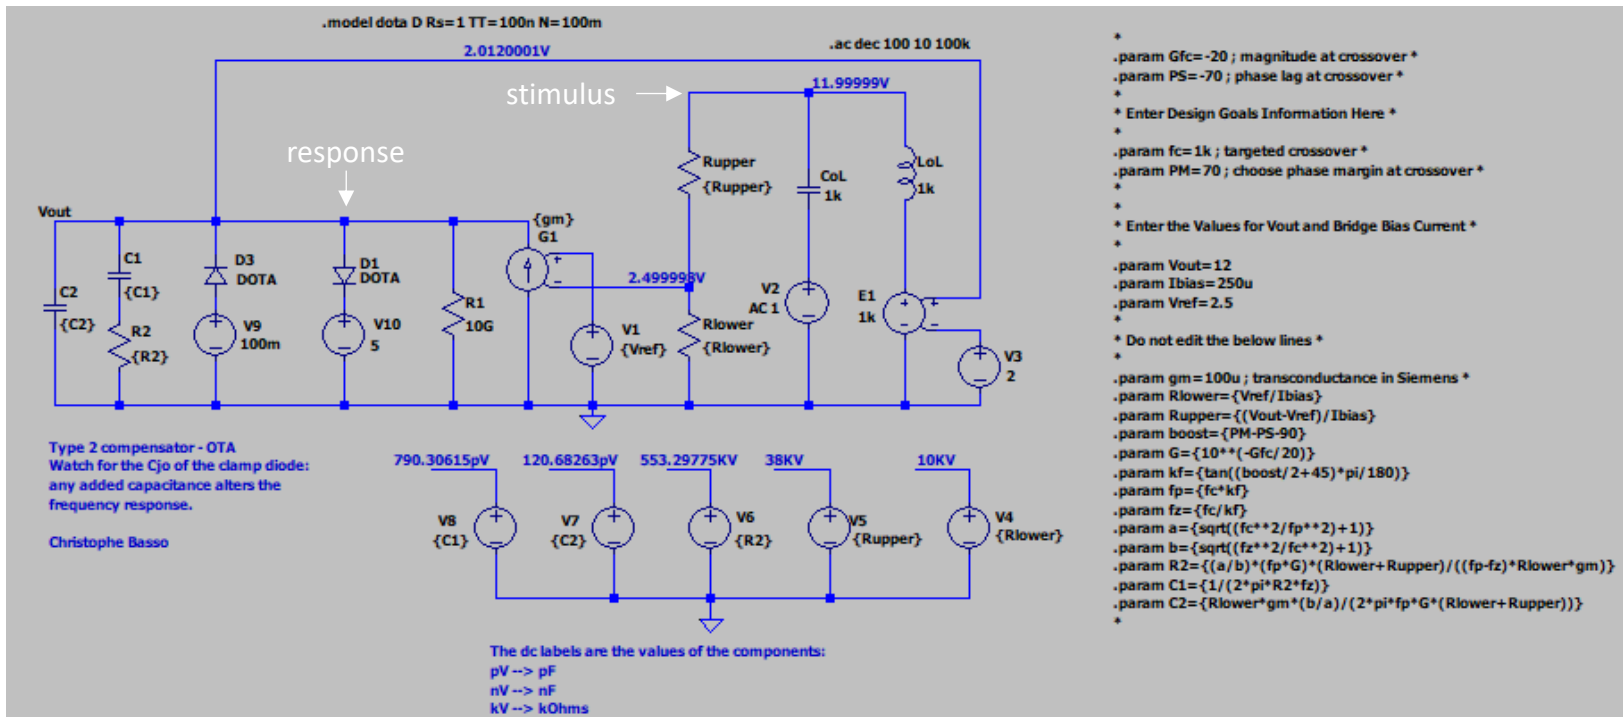 .model dota D Rs=1 TT=100n N=100m
2.0120001V
.ac dec 100 10 100k
stimulus
11.99999V
response
Rupper
{Rupper}
CoL
1k
LoL
1k
Vout
{gm}
G1
C1
{C1}
D3
DOTA
D1
DOTA
2.499998V
C2
{C2}
R2
{R2}
V9
100m
V10
5
R1
10G
V1
{Vref}
Rlower
{Rlower}
V2
AC 1
E1
1k
V3
2
Type 2 compensator - OTA
Watch for the Cjo of the clamp diode:
any added capacitance alters the
frequency response.
Christophe Basso
790.30615pV
120.68263pV
553.29775KV
38KV
10KV
V8
{C1}
V7
{C2}
V6
{R2}
V5
{Rupper}
V4
{Rlower}
The dc labels are the values of the components:
pV --> pF
nV --> nF
kV --> kOhms
*
.param Gfc=-20 ; magnitude at crossover *
.param PS=-70 ; phase lag at crossover *
*
* Enter Design Goals Information Here *
*
.param fc=1k ; targeted crossover *
.param PM=70 ; choose phase margin at crossover *
*
*
* Enter the Values for Vout and Bridge Bias Current *
*
.param Vout=12
.param Ibias=250u
.param Vref=2.5
*
* Do not edit the below lines *
*
.param gm=100u ; transconductance in Siemens *
.param Rlower={Vref/Ibias}
.param Rupper={(Vout-Vref)/Ibias}
.param boost={PM-PS-90}
.param G={10**(-Gfc/20)}
.param kf={tan((boost/2+45)*pi/180)}
.param fp={fc*kf}
.param fz={fc/kf}
.param a={sqrt((fc**2/fp**2)+1)}
.param b={sqrt((fz**2/fc**2)+1)}
.param R2={(a/b)*(fp*G)*(Rlower+Rupper)/((fp-fz)*Rlower*gm)}
.param C1={1/(2*pi*R2*fz)}
.param C2={Rlower*gm*(b/a)/(2*pi*fp*G*(Rlower+Rupper))}
*